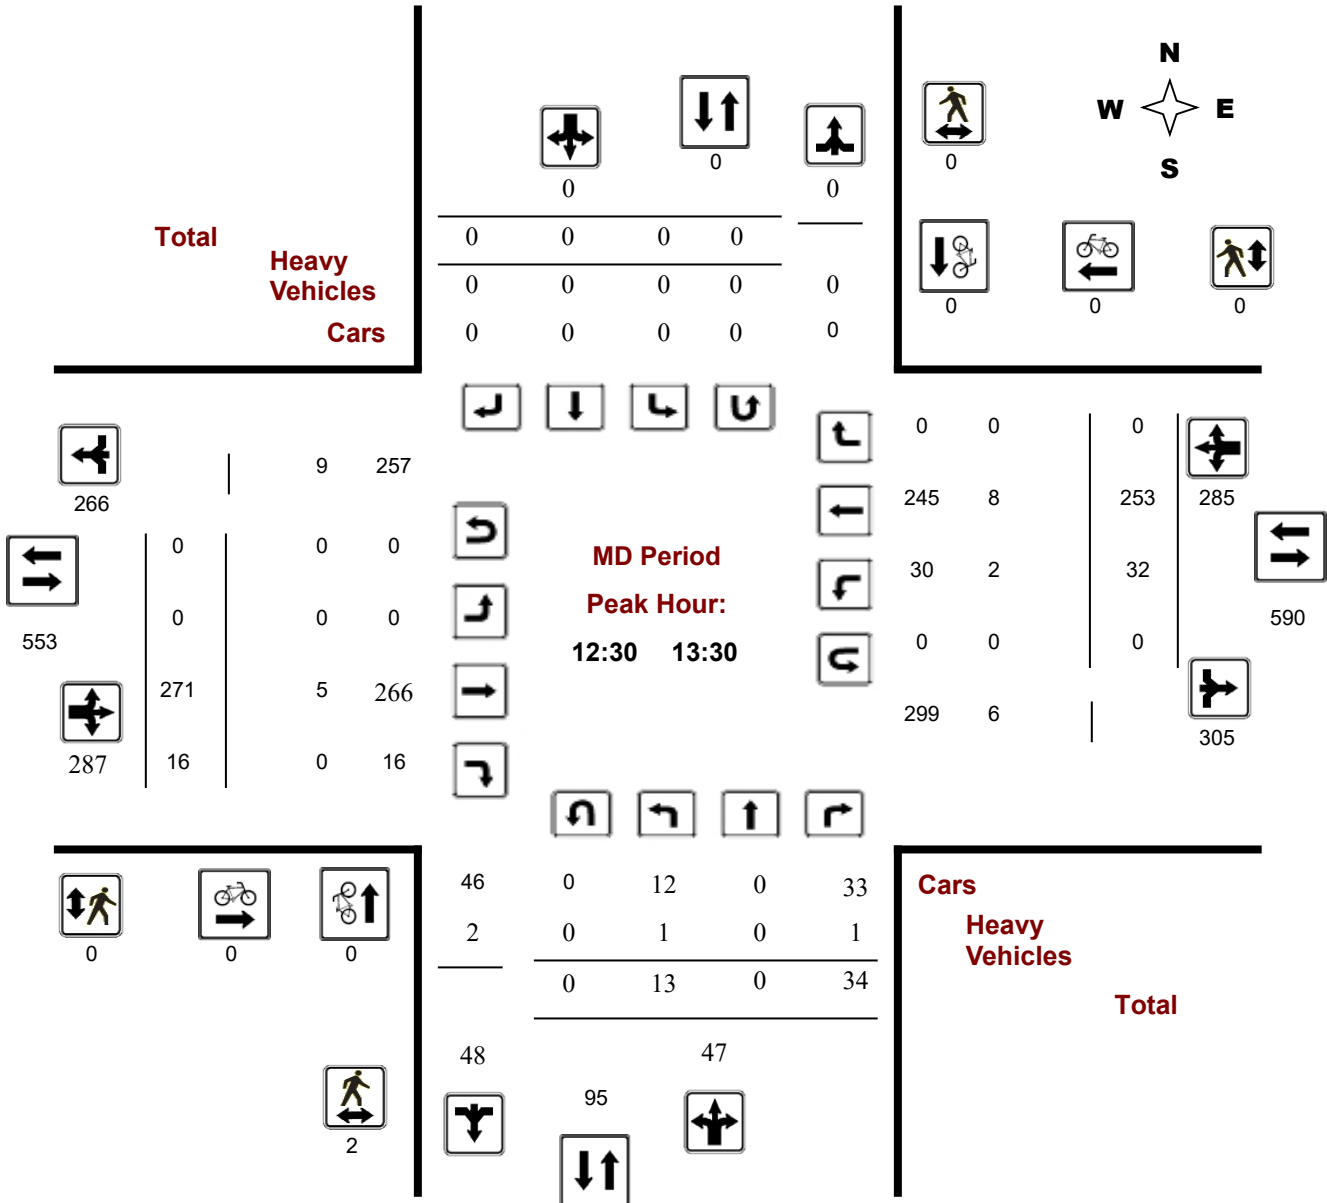 N
W E
S
0
0 0
0 0
0 0 0
Total
0 0 0 0
Heavy
Vehicles
0 0 0 0 0
Cars
0 0 0 0 0
0 0 0
9 257
266
245 8 253 285
0 0 0
MD Period
30 2 32
Peak Hour:
0 0 0
553
590
12:30 13:30
0 0 0
271 5 266
299 6
305
287 16 0 16
46 0 12 0 33
Cars
2 0 1 0 1
Heavy
Vehicles
0 0 0
0 13 0 34
Total
48 47
95
2